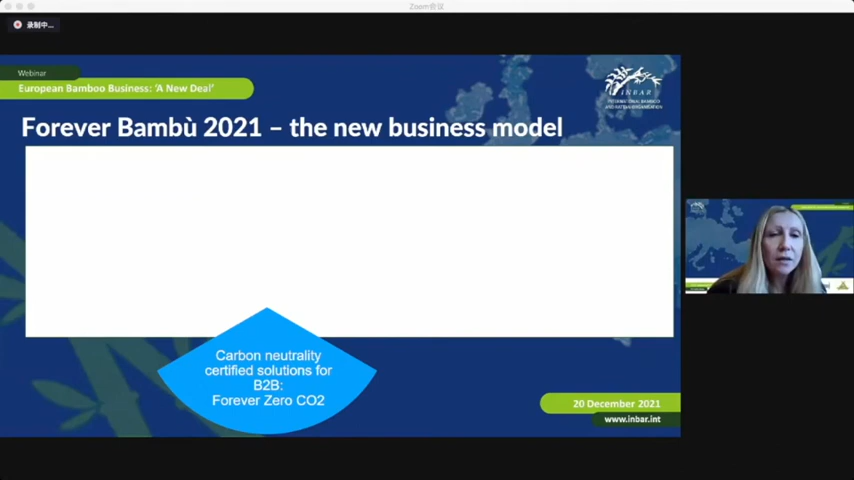 Zoom会议
录制中...
Webinar
European Bamboo Business: ‘A New Deal’
INBAR
INTERNATIONAL BAMBOO
AND RATTAN ORGANISATION
Forever Bambù 2021 – the new business model
Carbon neutrality
certified solutions for
B2B:
Forever Zero CO2
20 December 2021
www.inbar.int